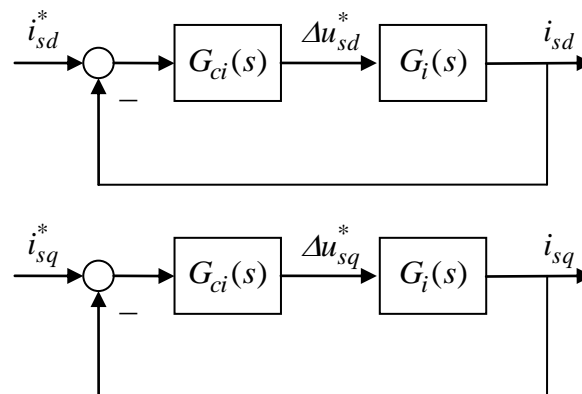 i*sd Gci(s) Δu*sd Gi(s) isd
−
i*sq Gci(s) Δu*sq Gi(s) isq
−